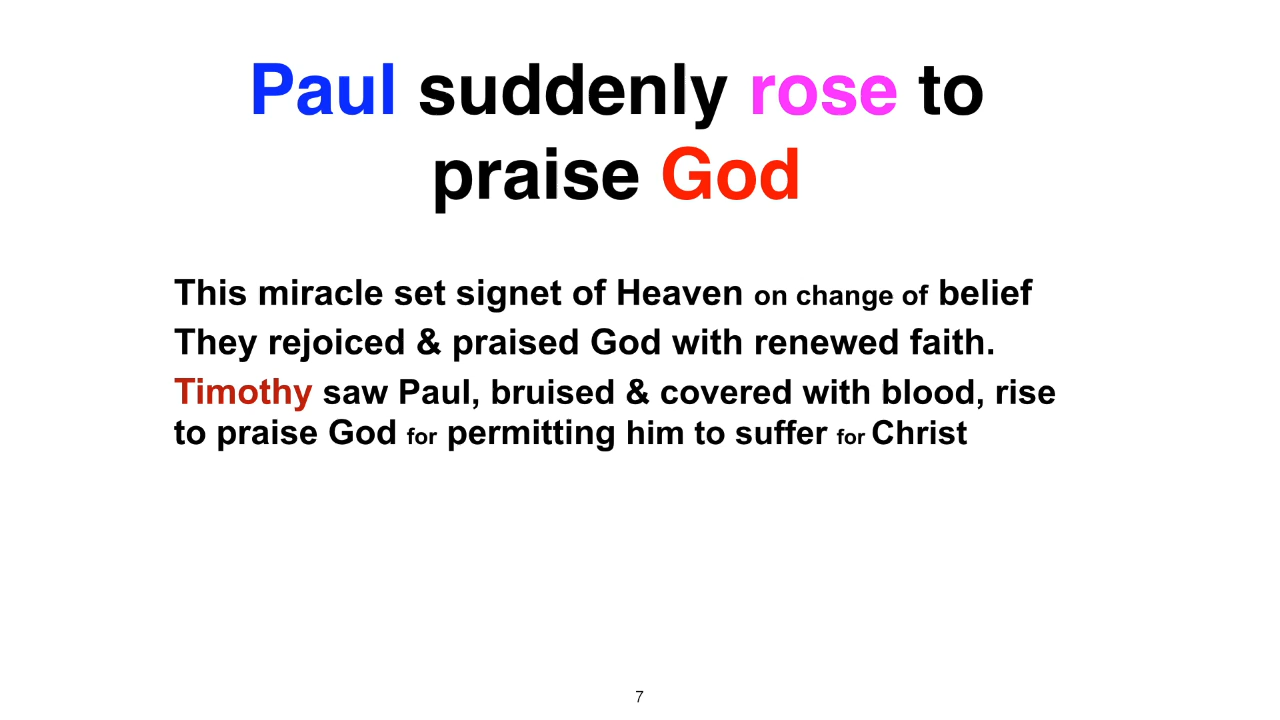 Paul suddenly rose to
praise God
This miracle set signet of Heaven on change of belief
They rejoiced & praised God with renewed faith.
Timothy saw Paul, bruised & covered with blood, rise
to praise God for permitting him to suffer for Christ
7